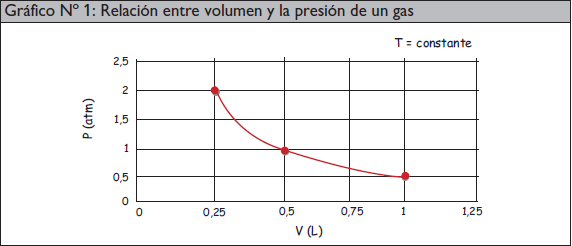 Gráfico Nº 1: Relación entre volumen y la presión de un gas
T = constante
P (atm)
2,5
2
1,5
1
0,5
0
0 0,25 0,5 0,75 1 1,25
V (L)